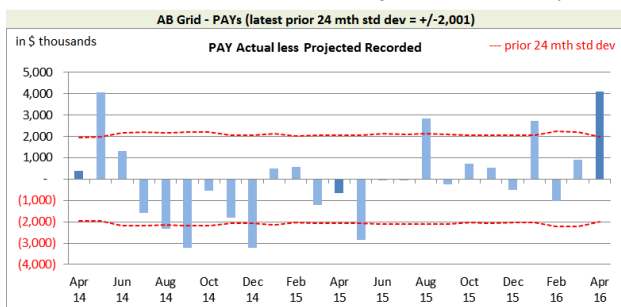 AB Grid - PAYs (latest prior 24 mth std dev = +/-2,001)
in $ thousands
PAY Actual less Projected Recorded
--- prior 24 mth std dev
5,000
4,000
3,000
2,000
1,000
-
(1,000)
(2,000)
(3,000)
(4,000)
Apr Jun Aug Oct Dec Feb Apr Jun Aug Oct Dec Feb Apr
14 14 14 14 14 15 15 15 15 15 15 16 16